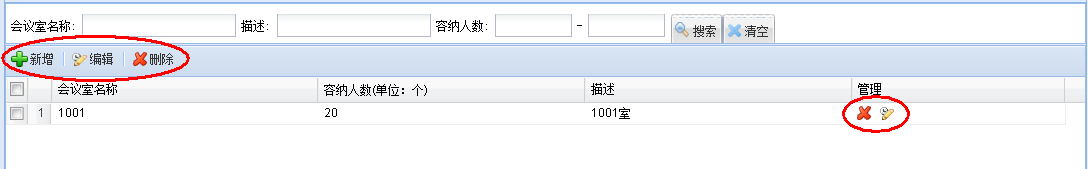 会议室名称: 描述: 容纳人数: - 搜索 清空
新增 编辑 删除
会议室名称 容纳人数(单位：个) 描述 管理
1 1001 20 1001室